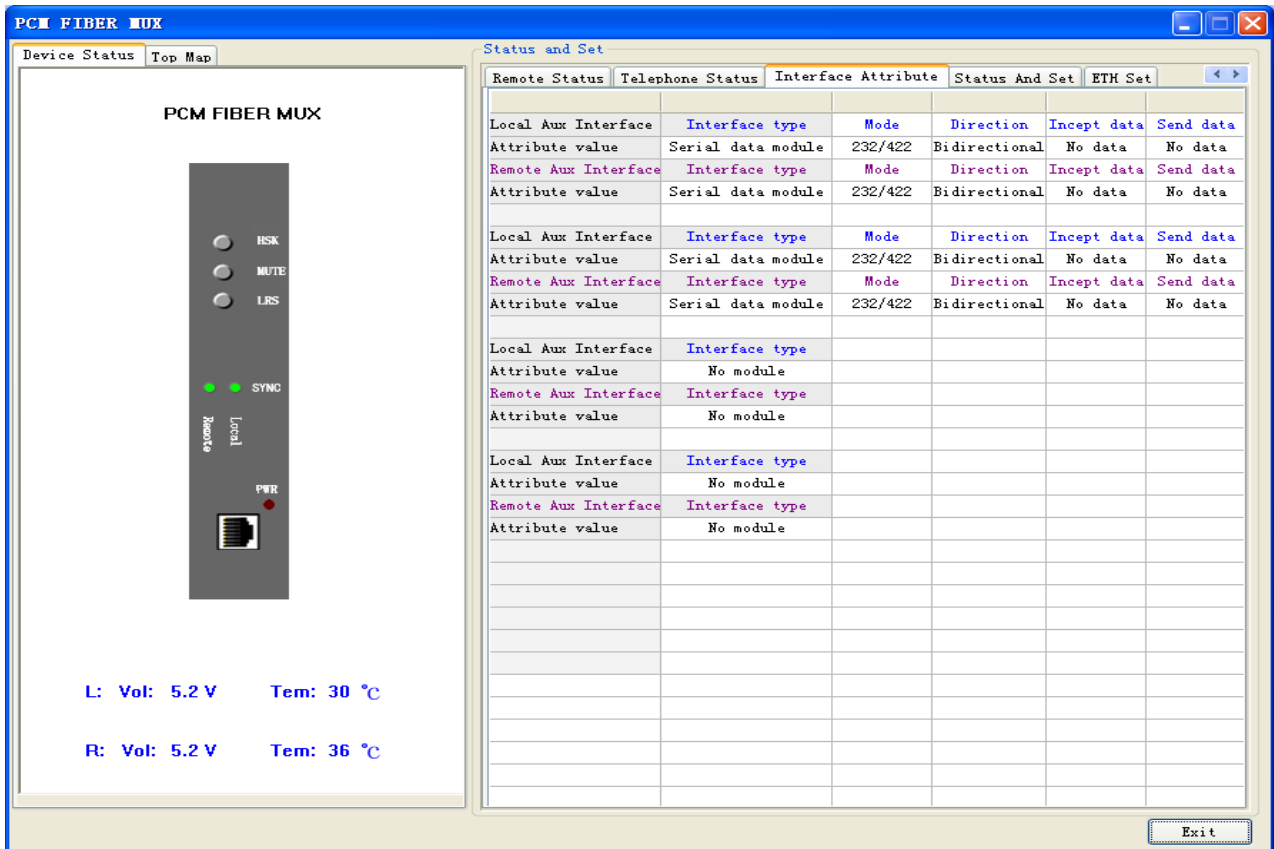 PCM FIBER MUX
Device Status Top Map
PCM FIBER MUX
HSK
MUTE
LRS
SYNC
Remote Local
PWR
L: Vol: 5.2 V Tem: 30 °C
R: Vol: 5.2 V Tem: 36 °C
Status and Set
Remote Status Telephone Status Interface Attribute Status And Set ETH Set
Local Aux Interface Interface type Mode Direction Incept data Send data
Attribute value Serial data module 232/422 Bidirectional No data No data
Remote Aux Interface Interface type Mode Direction Incept data Send data
Attribute value Serial data module 232/422 Bidirectional No data No data
Local Aux Interface Interface type Mode Direction Incept data Send data
Attribute value Serial data module 232/422 Bidirectional No data No data
Remote Aux Interface Interface type Mode Direction Incept data Send data
Attribute value Serial data module 232/422 Bidirectional No data No data
Local Aux Interface Interface type
Attribute value No module
Remote Aux Interface Interface type
Attribute value No module
Local Aux Interface Interface type
Attribute value No module
Remote Aux Interface Interface type
Attribute value No module
Exit